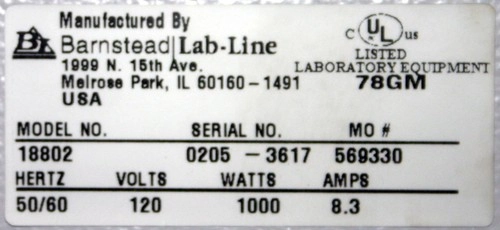 Manufactured By
BL Barnstead|Lab-Line
1999 N. 15th Ave.
Melrose Park, IL 60160-1491
USA
C UL us
LISTED
LABORATORY EQUIPMENT
78GM
MODEL NO. SERIAL NO. MO #
18802 0205 - 3617 569330
HERTZ VOLTS WATTS AMPS
50/60 120 1000 8.3